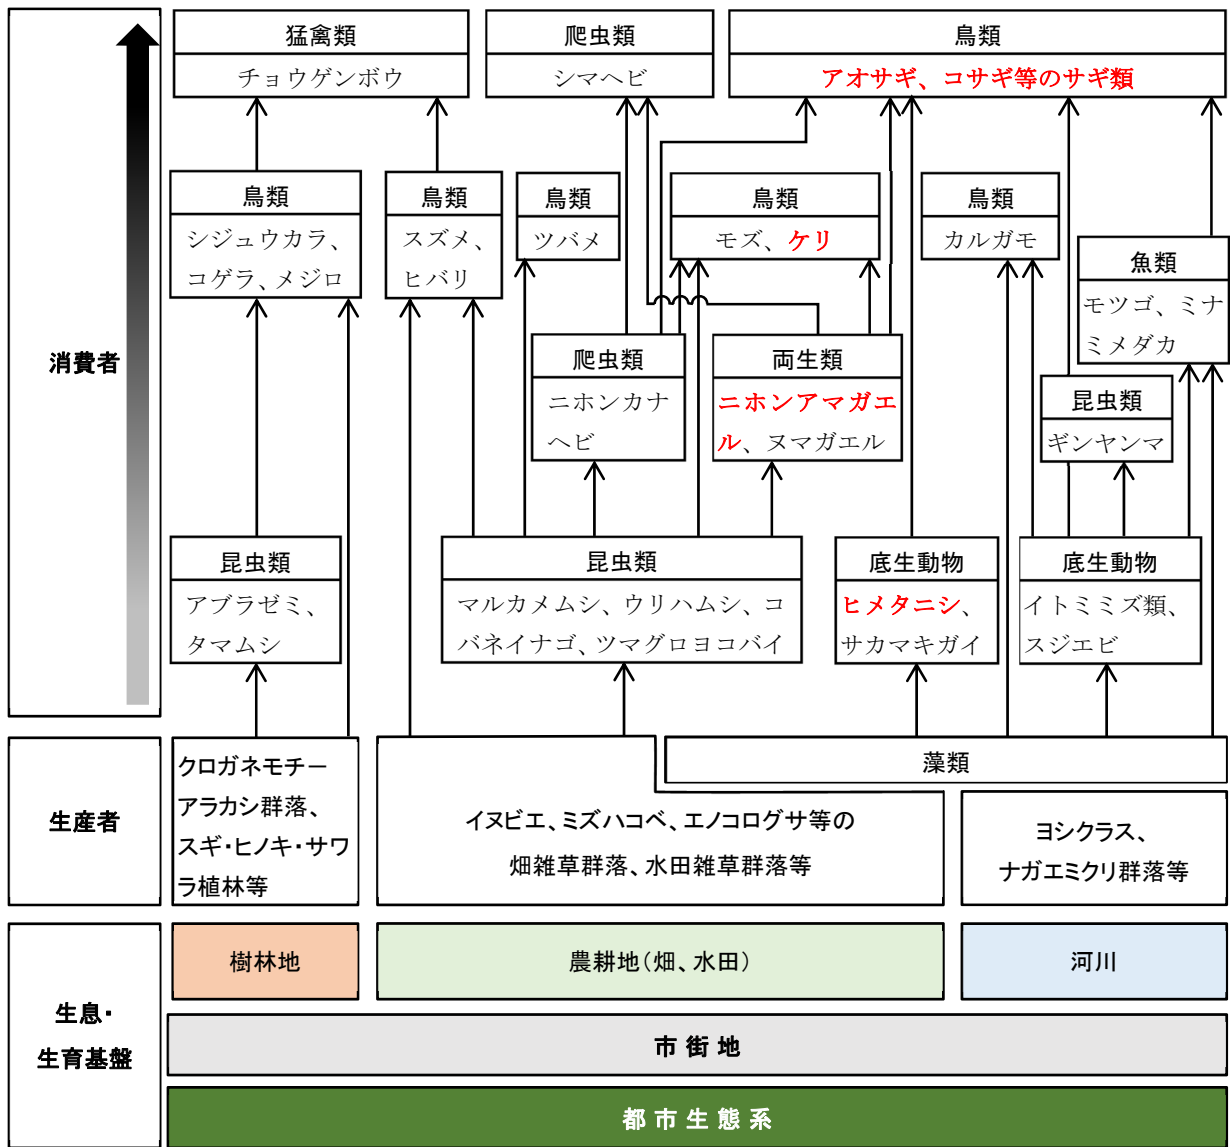 消費者
猛禽類
チョウゲンボウ
爬虫類
シマヘビ
鳥類
アオサギ、コサギ等のサギ類
鳥類
シジュウカラ、
コゲラ、メジロ
鳥類
スズメ、
ヒバリ
鳥類
ツバメ
鳥類
モズ、ケリ
鳥類
カルガモ
魚類
モツゴ、ミナ
ミメダカ
爬虫類
ニホンカナ
ヘビ
両生類
ニホンアマガエ
ル、ヌマガエル
昆虫類
ギンヤンマ
昆虫類
アブラゼミ、
タマムシ
昆虫類
マルカメムシ、ウリハムシ、コ
バネイナゴ、ツマグロヨコバイ
底生動物
ヒメタニシ、
サカマキガイ
底生動物
イトミミズ類、
スジエビ
生産者
クロガネモチー
アラカシ群落、
スギ・ヒノキ・サワ
ラ植林等
藻類
イヌビエ、ミズハコベ、エノコログサ等の
畑雑草群落、水田雑草群落等
ヨシクラス、
ナガエミクリ群落等
生息・
生育基盤
樹林地
農耕地(畑、水田)
河川
市街地
都市生態系